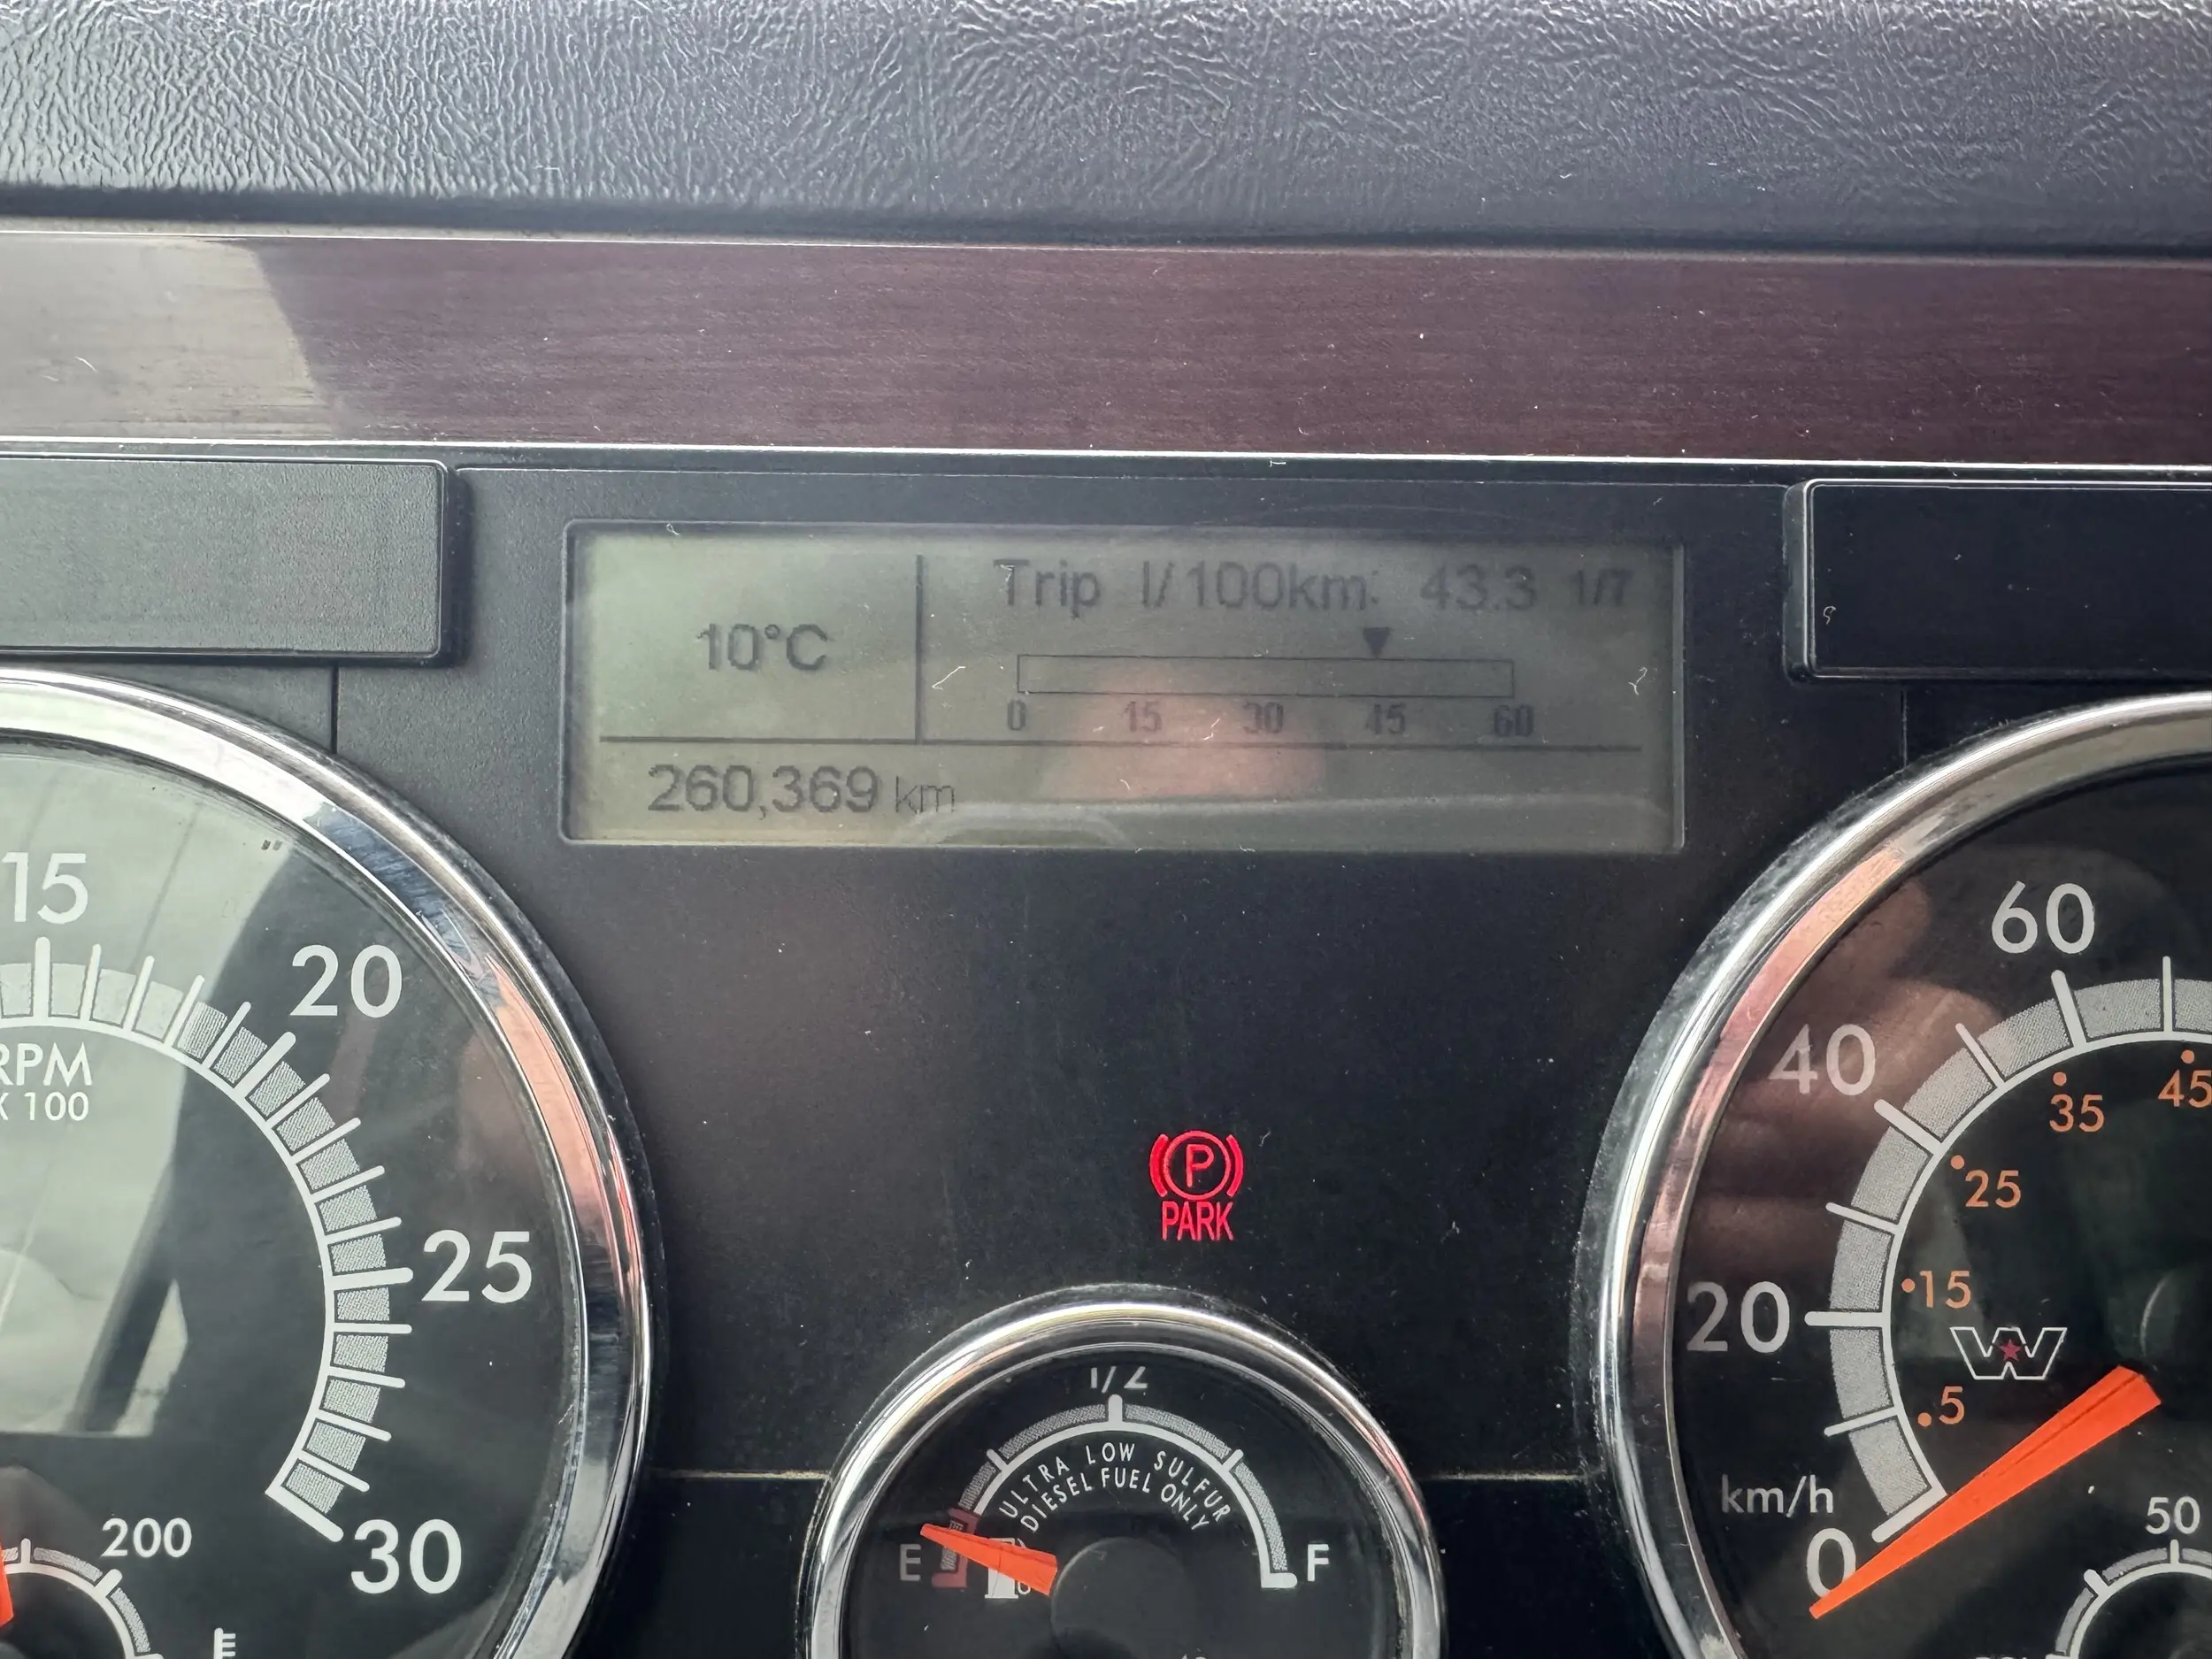 Trip l/100km: 43.3 1/7
10°C
0 15 30 45 60
260,369 km
15
20
25
30
RPM
X 100
200
PARK
1/2
ULTRA LOW SULFUR
DIESEL FUEL ONLY
E
F
60
40
20
0
km/h
45
35
25
15
5
W
50